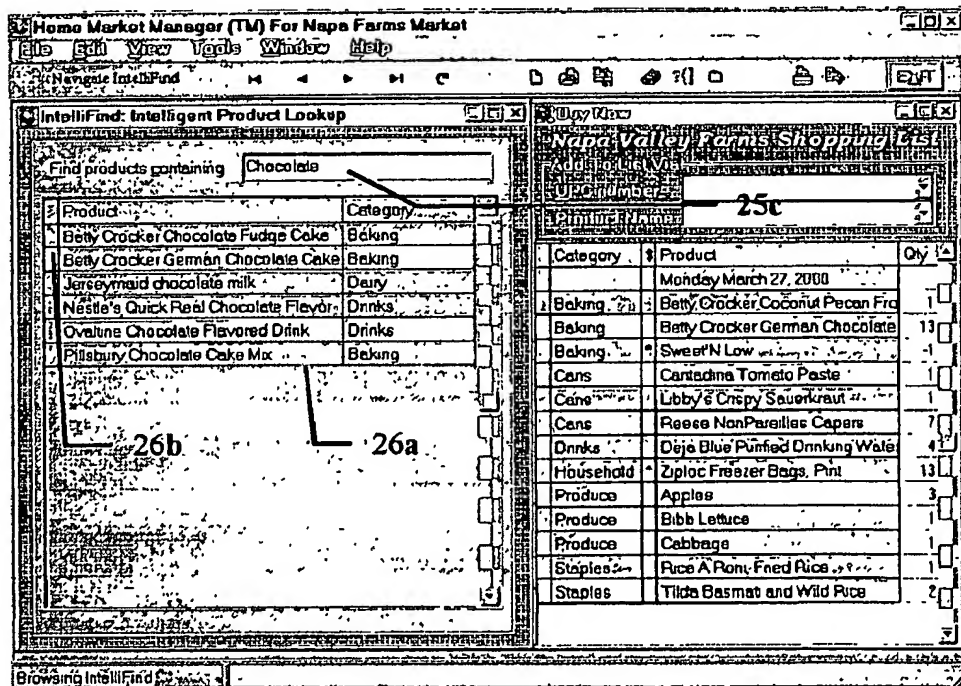 Home Market Manager (TM) For Napa Farms Market
File Edit View Tools Window Help
Navigate IntelliFind EXIT
IntelliFind: Intelligent Product Lookup
Find products containing Chocolate
Product Category
Betty Crocker Chocolate Fudge Cake Baking
Betty Crocker German Chocolate Cake Baking
Jerseymaid chocolate milk Dairy
Nestle's Quick Real Chocolate Flavor Drinks
Ovaltine Chocolate Flavored Drink Drinks
Pillsbury Chocolate Cake Mix Baking
26b 26a
Buy Now
Napa Valley Farms Shopping List
UPC numbers
25c
Category Product Qty
Monday March 27, 2000
Baking Betty Crocker Coconut Pecan Fro 1
Baking Betty Crocker German Chocolate 13
Baking Sweet'N Low 1
Cans Contadina Tomato Paste 1
Cans Libby's Crispy Sauerkraut 1
Cans Reese NonPareilles Capers 7
Drinks Deja Blue Purified Drinking Water 4
Household Ziploc Freezer Bags, Pint 13
Produce Apples 3
Produce Bibb Lettuce 1
Produce Cabbage 1
Staples Rice A Roni, Fried Rice 1
Staples Tilda Basmati and Wild Rice 2
Browsing IntelliFind